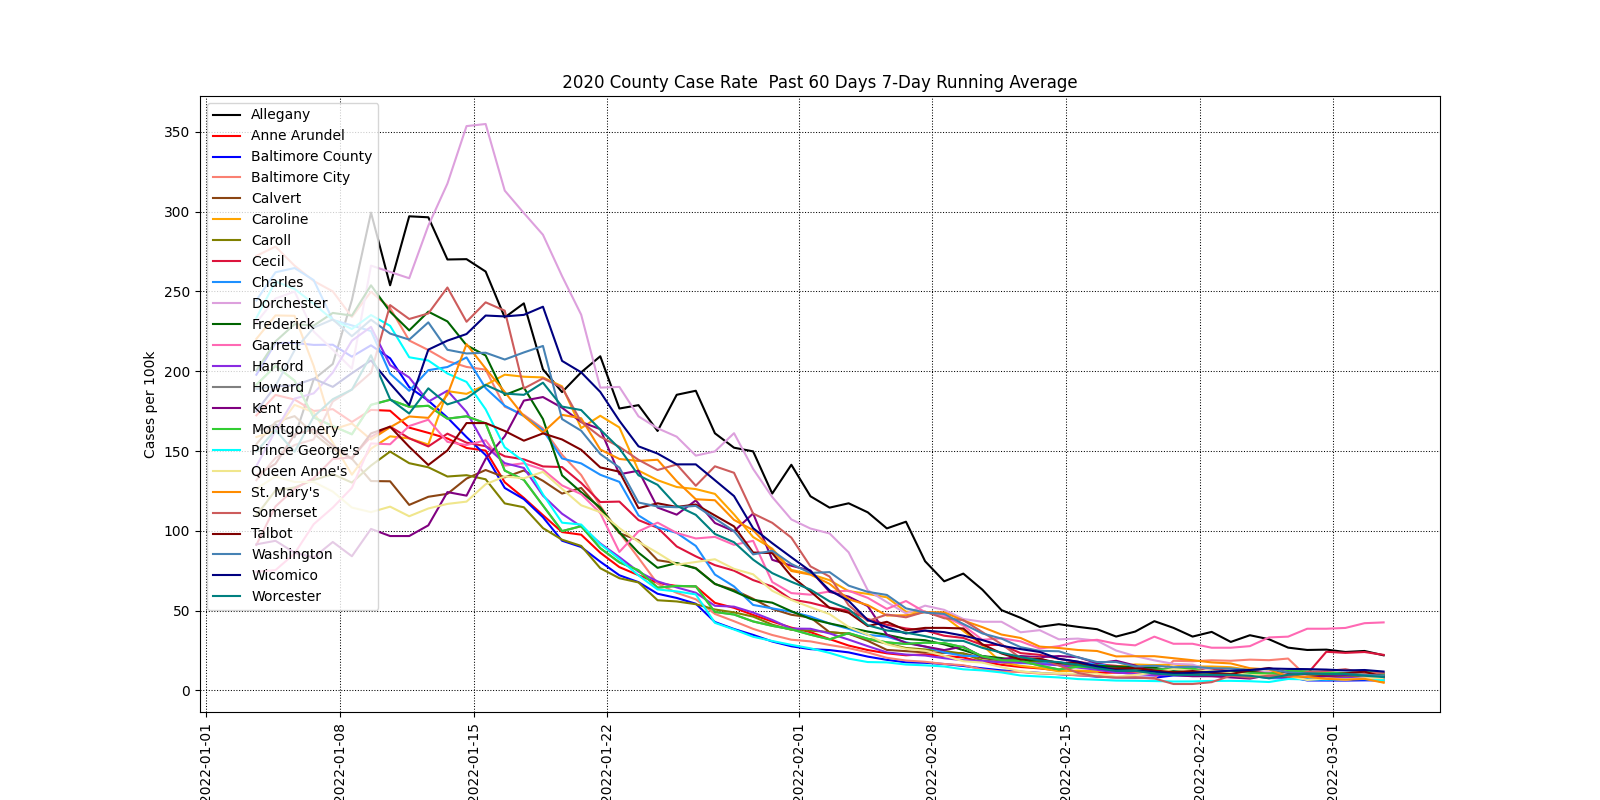 2020 County Case Rate  Past 60 Days 7-Day Running Average
Cases per 100k
350
300
250
200
150
100
50
0
Allegany
Anne Arundel
Baltimore County
Baltimore City
Calvert
Caroline
Caroll
Cecil
Charles
Dorchester
Frederick
Garrett
Harford
Howard
Kent
Montgomery
Prince George's
Queen Anne's
St. Mary's
Somerset
Talbot
Washington
Wicomico
Worcester
2022-01-01
2022-01-08
2022-01-15
2022-01-22
2022-02-01
2022-02-08
2022-02-15
2022-02-22
2022-03-01